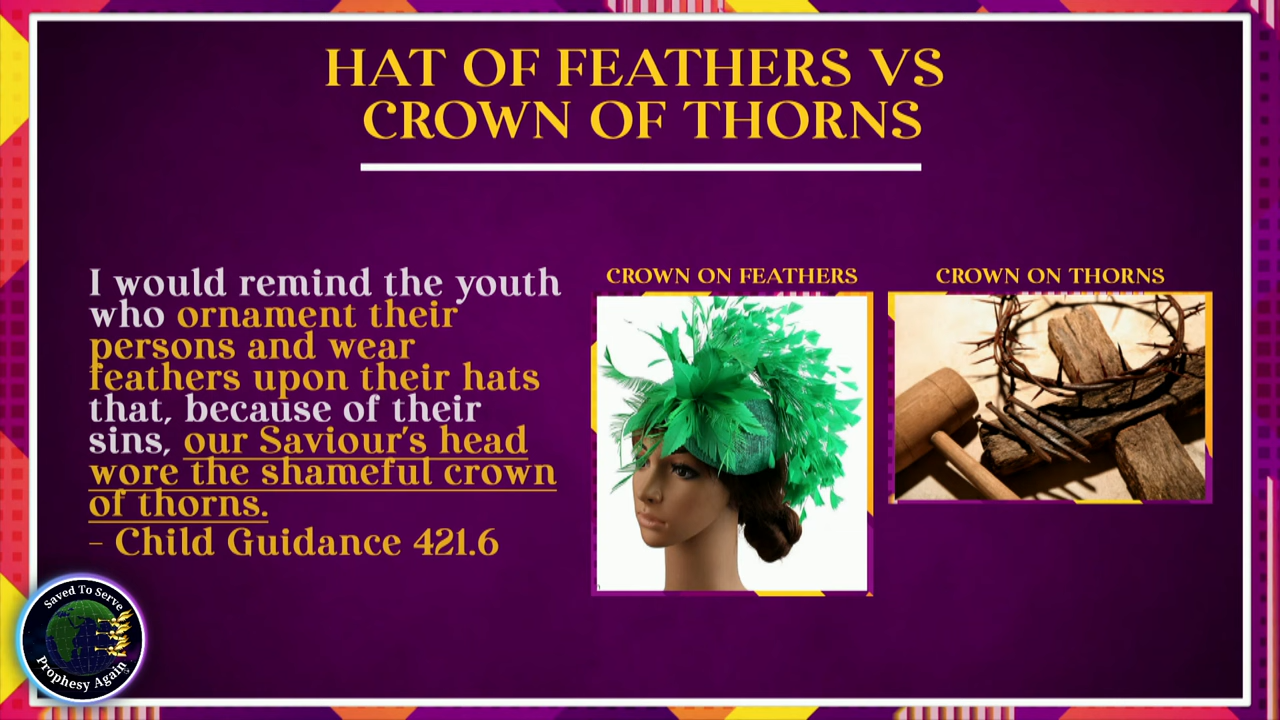 HAT OF FEATHERS VS
CROWN OF THORNS
I would remind the youth
who ornament their
persons and wear
feathers upon their hats
that, because of their
sins, our Saviour's head
wore the shameful crown
of thorns.
- Child Guidance 421.6
CROWN ON FEATHERS
CROWN ON THORNS
Saved To Serve
Prophesy Again